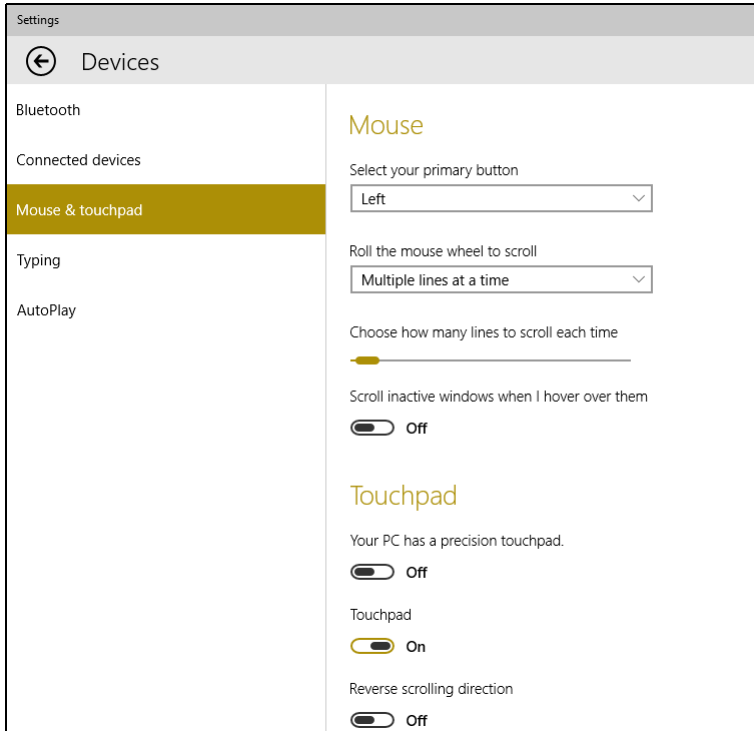 Settings
Devices
Bluetooth
Connected devices
Mouse & touchpad
Typing
AutoPlay
Mouse
Select your primary button
Left
Roll the mouse wheel to scroll
Multiple lines at a time
Choose how many lines to scroll each time
Scroll inactive windows when I hover over them
Off
Touchpad
Your PC has a precision touchpad.
Off
Touchpad
On
Reverse scrolling direction
Off